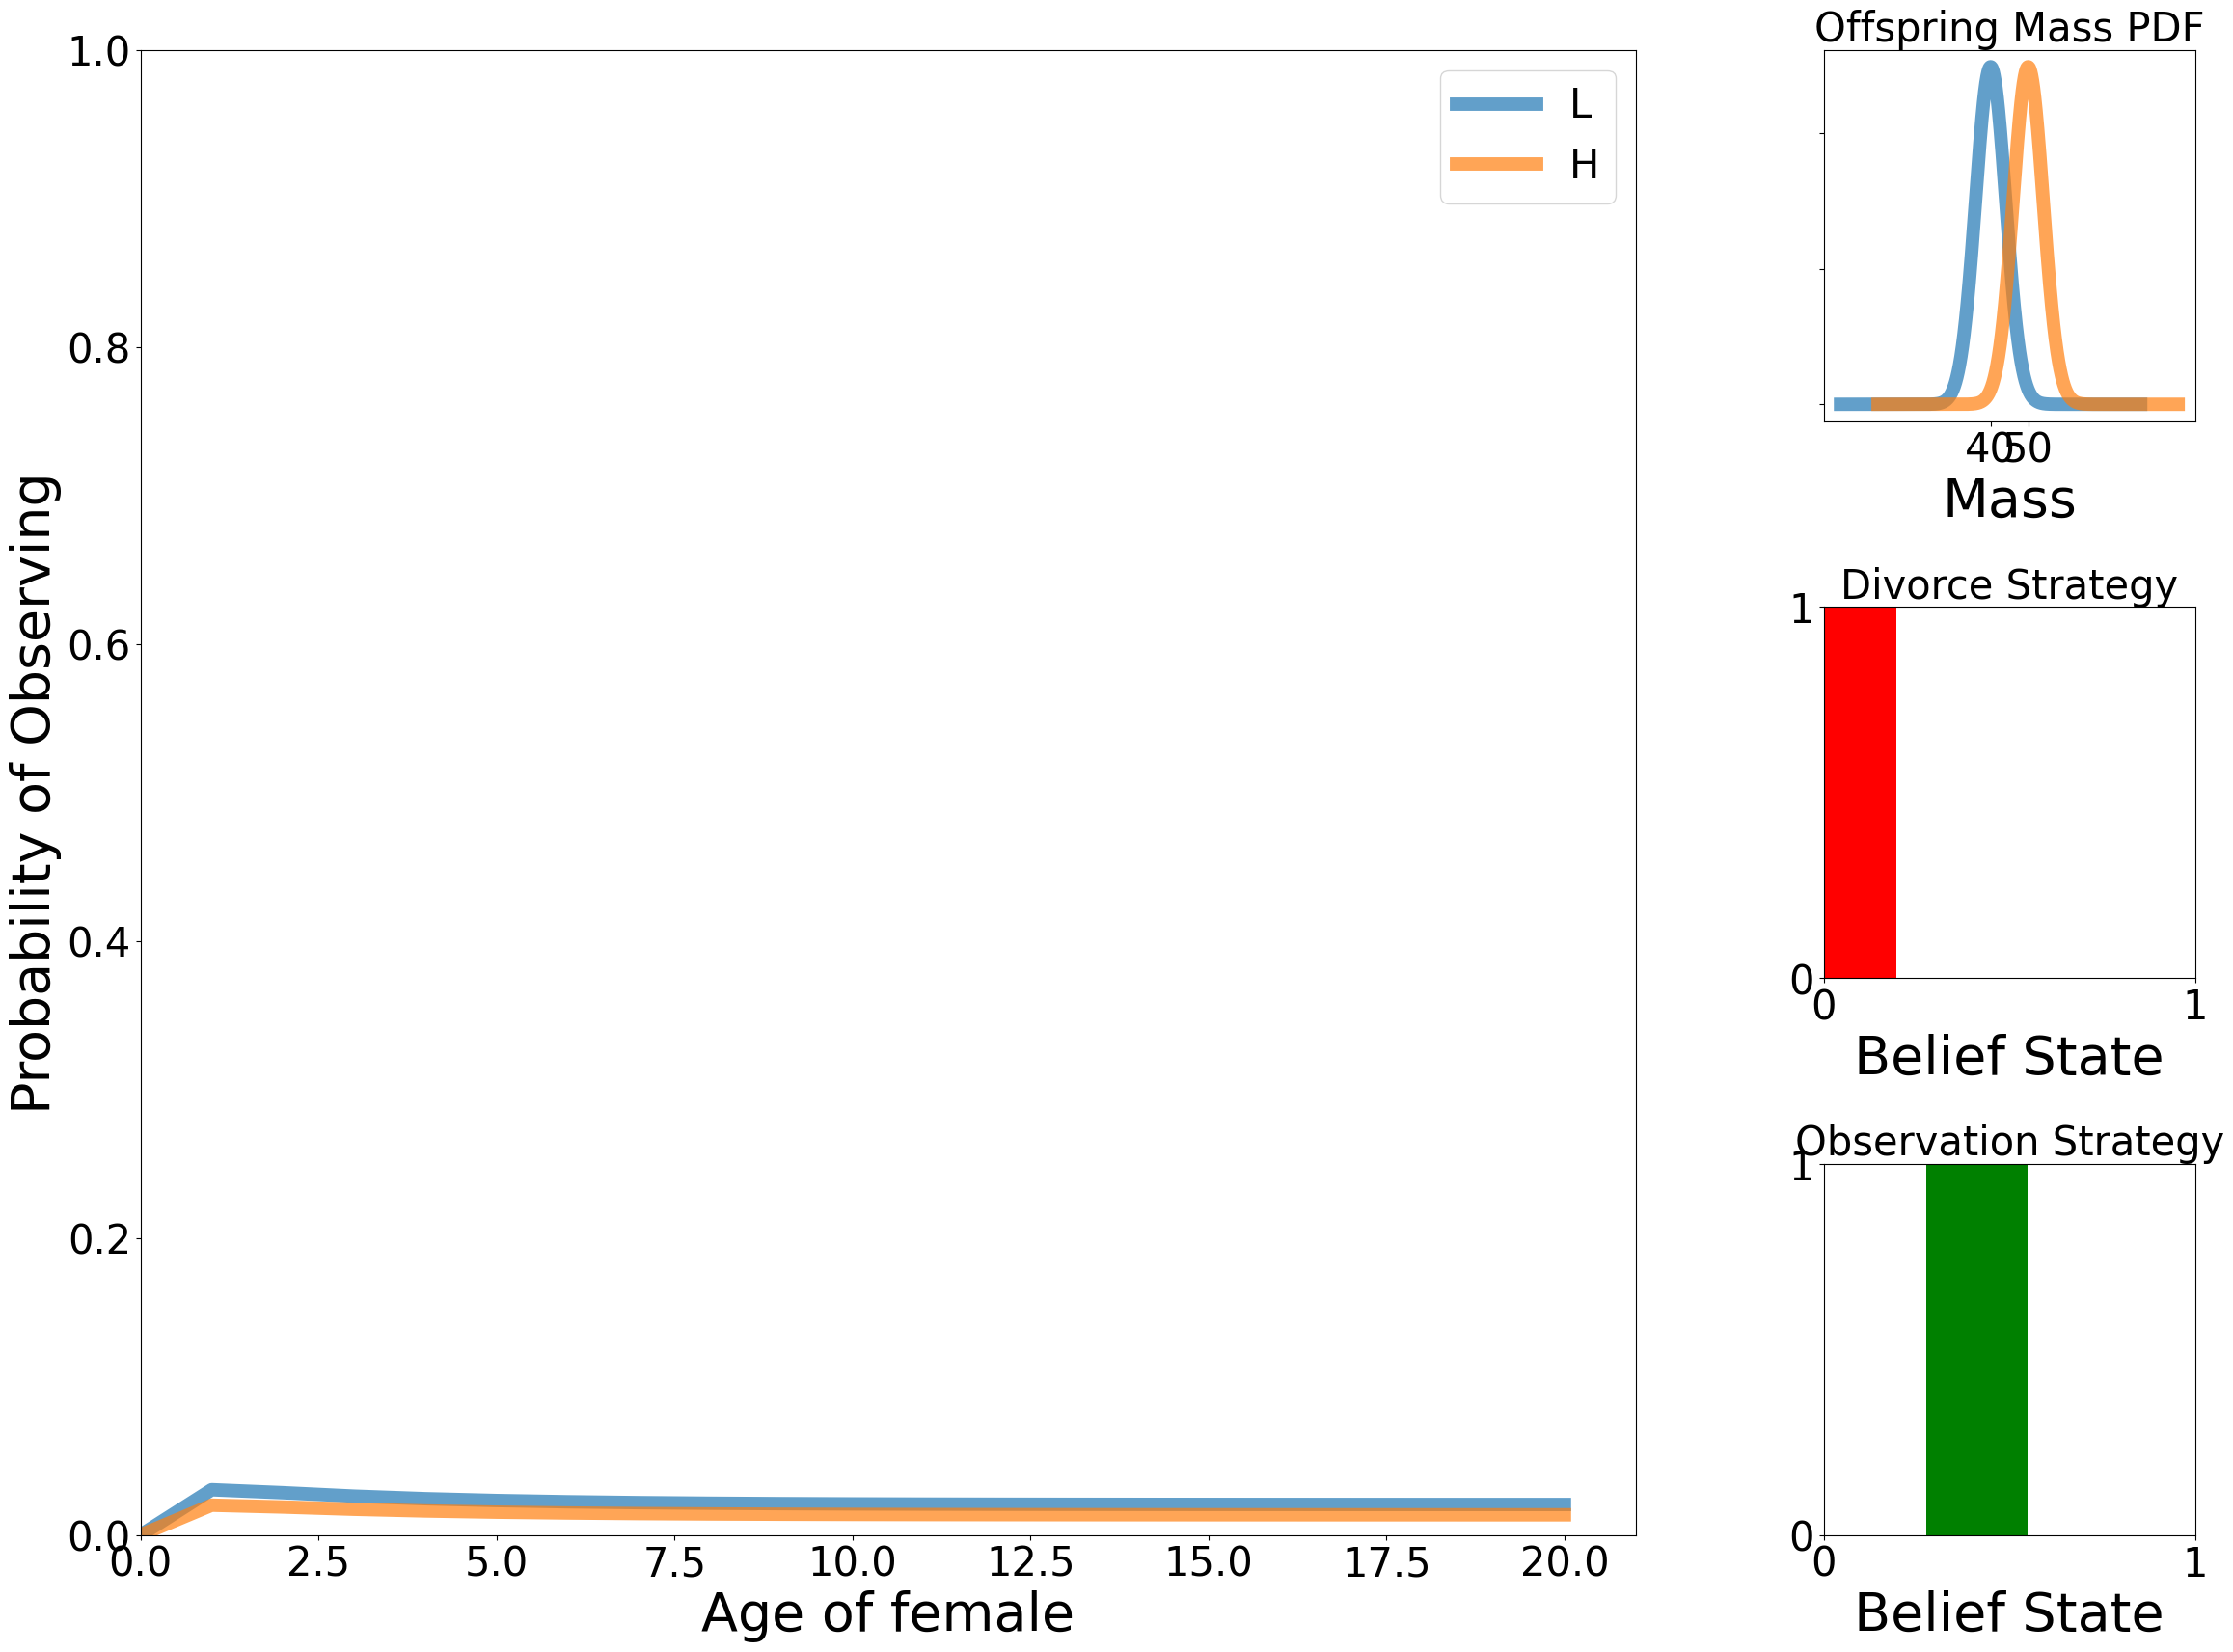 1.0
0.8
0.6
0.4
0.2
0.0
Probability of Observing
0.0 2.5 5.0 7.5 10.0 12.5 15.0 17.5 20.0
Age of female
L
H
Offspring Mass PDF
40 50
Mass
Divorce Strategy
1
0
0 1
Belief State
Observation Strategy
1
0
0 1
Belief State